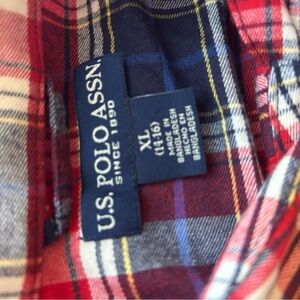 U.S. POLO ASSN.
SINCE 1890
XL
(14-16)
MADE IN
BANGLADESH
HECHO EN
BANGLADESH